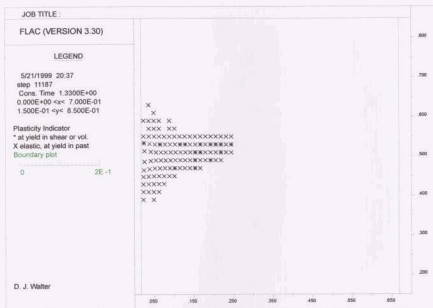 JOB TITLE :
FLAC (VERSION 3.30)
LEGEND
5/21/1999 20:37
step 11187
Cons. Time 1.3300E+00
0.000E+00 <x< 7.000E-01
1.500E-01 <y< 8.500E-01
Plasticity Indicator
* at yield in shear or vol.
X elastic, at yield in past
Boundary plot
0 2E -1
D. J. Walter
.800
.700
.600
.500
.400
.300
.200
.050 .150 .250 .350 .450 .550 .650